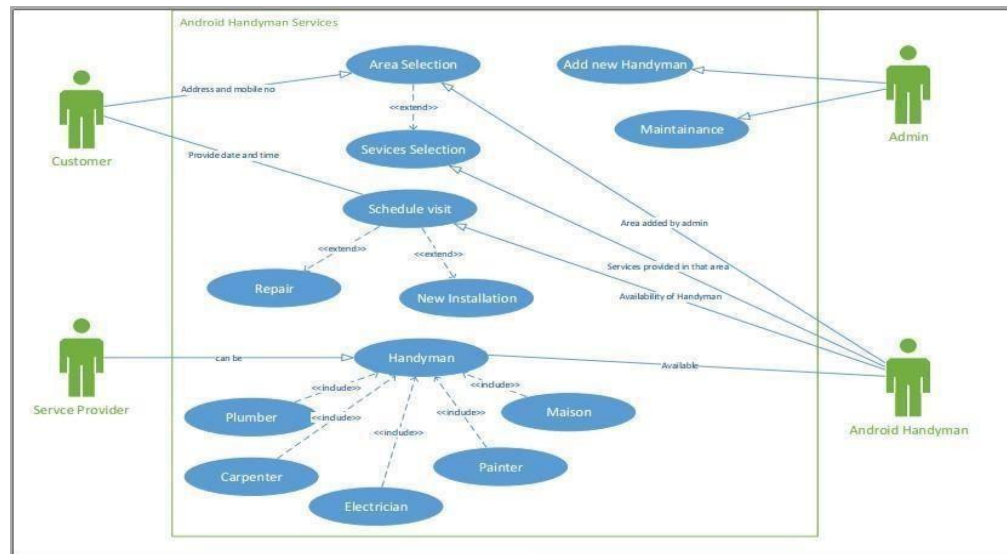 Android Handyman Services
Area Selection
Add new Handyman
Address and mobile no
<<extend>>
Maintainance
Admin
Customer
Provide date and time
Sevices Selection
Schedule visit
Area added by admin
<<extend>>
<<extend>>
Services provided in that area
Repair
New Installation
Availability of Handyman
can be
Handyman
Available
Servce Provider
<<include>>
<<include>>
Plumber
<<include>>
<<include>>
Maison
Android Handyman
<<include>>
Carpenter
Painter
Electrician